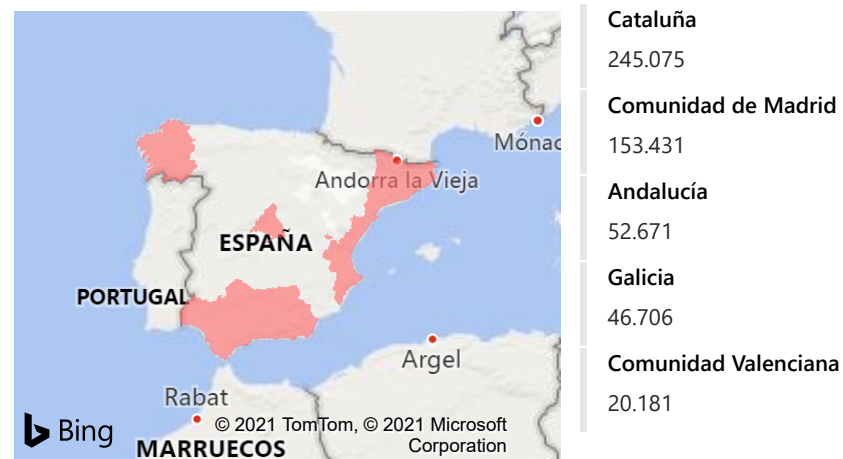 Mónac
Andorra la Vieja
ESPAÑA
PORTUGAL
Argel
Rabat
Bing
© 2021 TomTom, © 2021 Microsoft
Corporation
MARRUECOS
Cataluña
245.075
Comunidad de Madrid
153.431
Andalucía
52.671
Galicia
46.706
Comunidad Valenciana
20.181